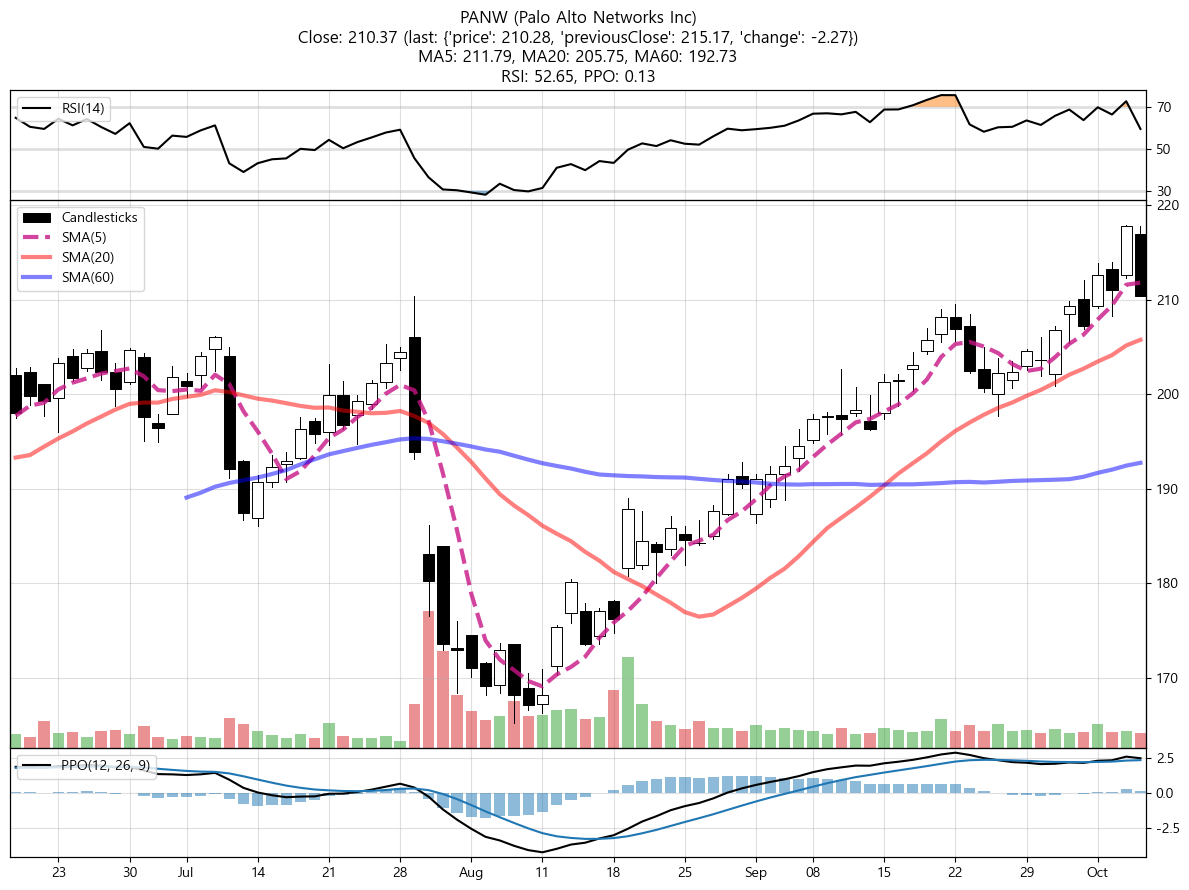 PANW (Palo Alto Networks Inc)
Close: 210.37 (last: {'price': 210.28, 'previousClose': 215.17, 'change': -2.27})
MA5: 211.79, MA20: 205.75, MA60: 192.73
RSI: 52.65, PPO: 0.13
RSI(14)
70
50
30
Candlesticks
SMA(5)
SMA(20)
SMA(60)
220
210
200
190
180
170
PPO(12, 26, 9)
2.5
0.0
-2.5
23 30 Jul 14 21 28 Aug 11 18 25 Sep 08 15 22 29 Oct